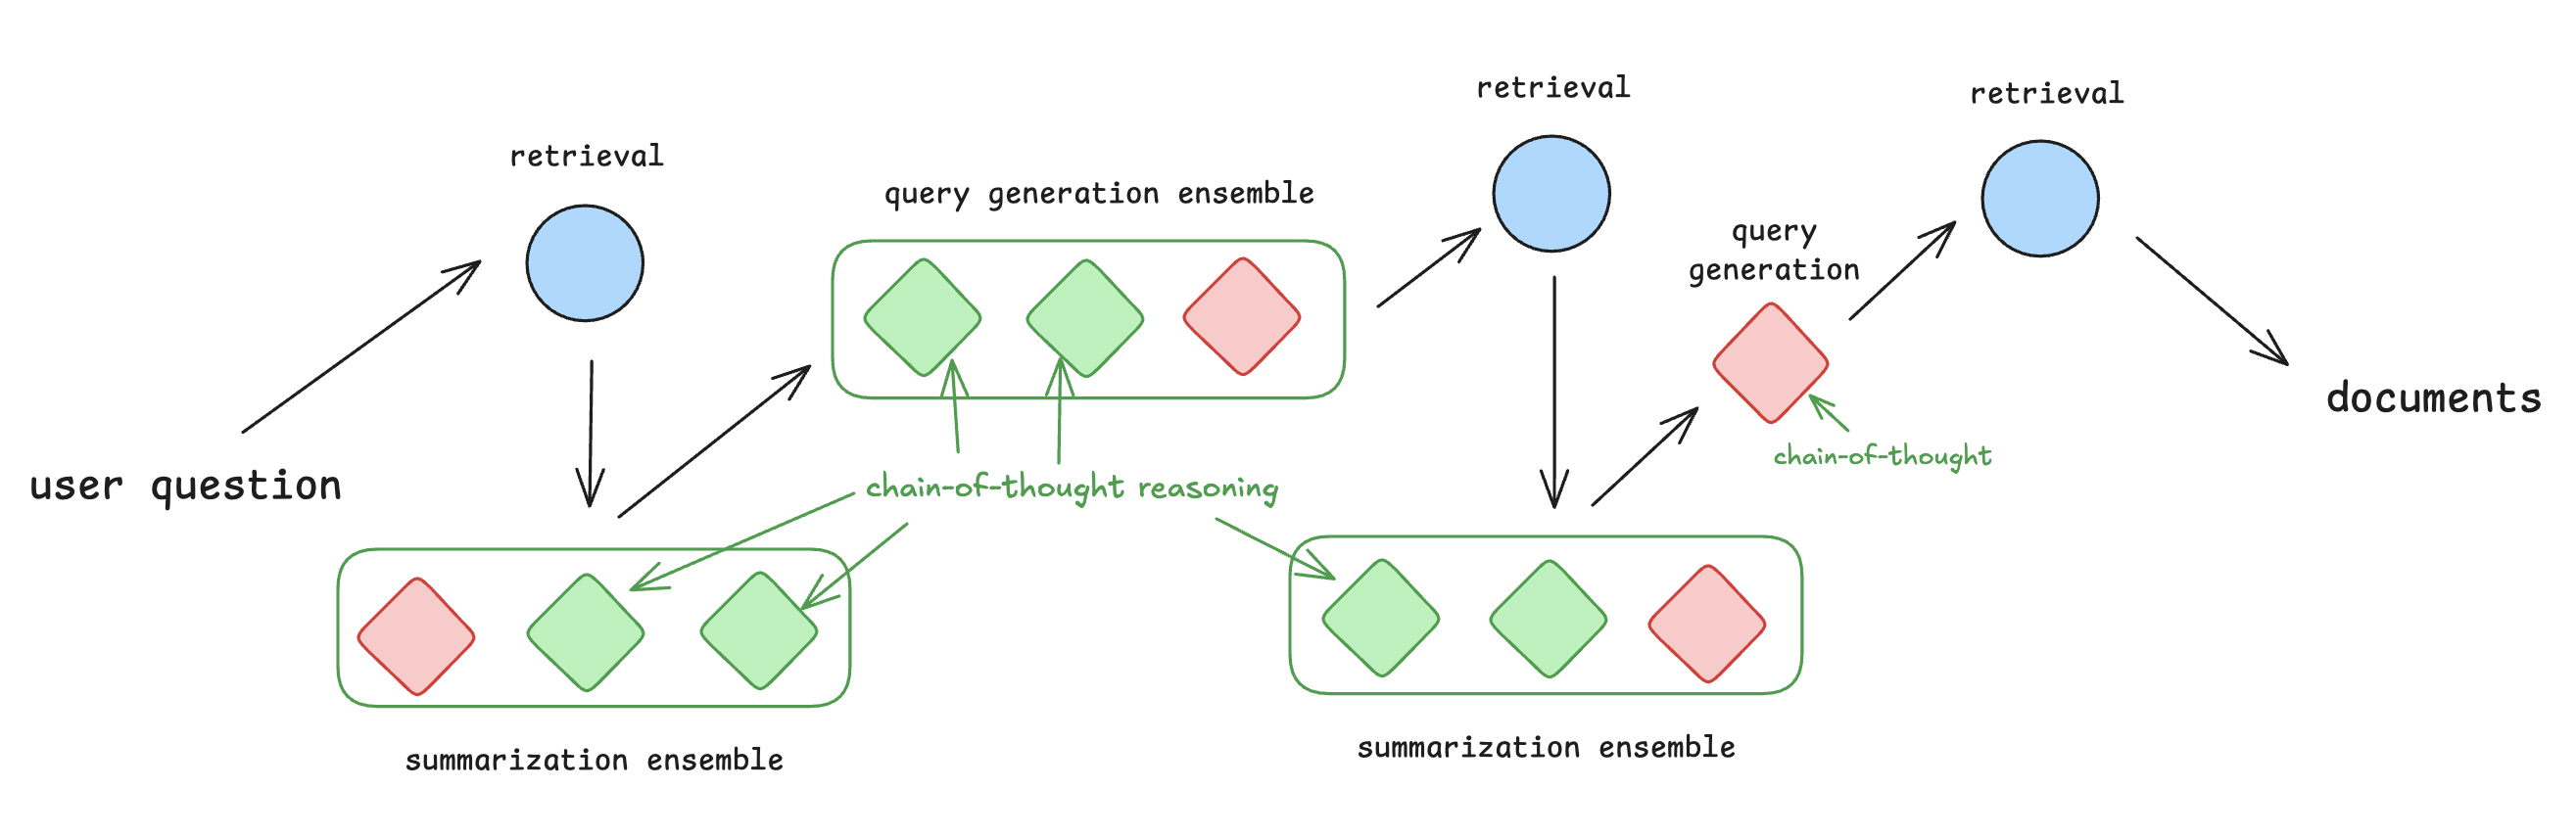 user question
retrieval
summarization ensemble
query generation ensemble
chain-of-thought reasoning
retrieval
summarization ensemble
query
generation
chain-of-thought
retrieval
documents